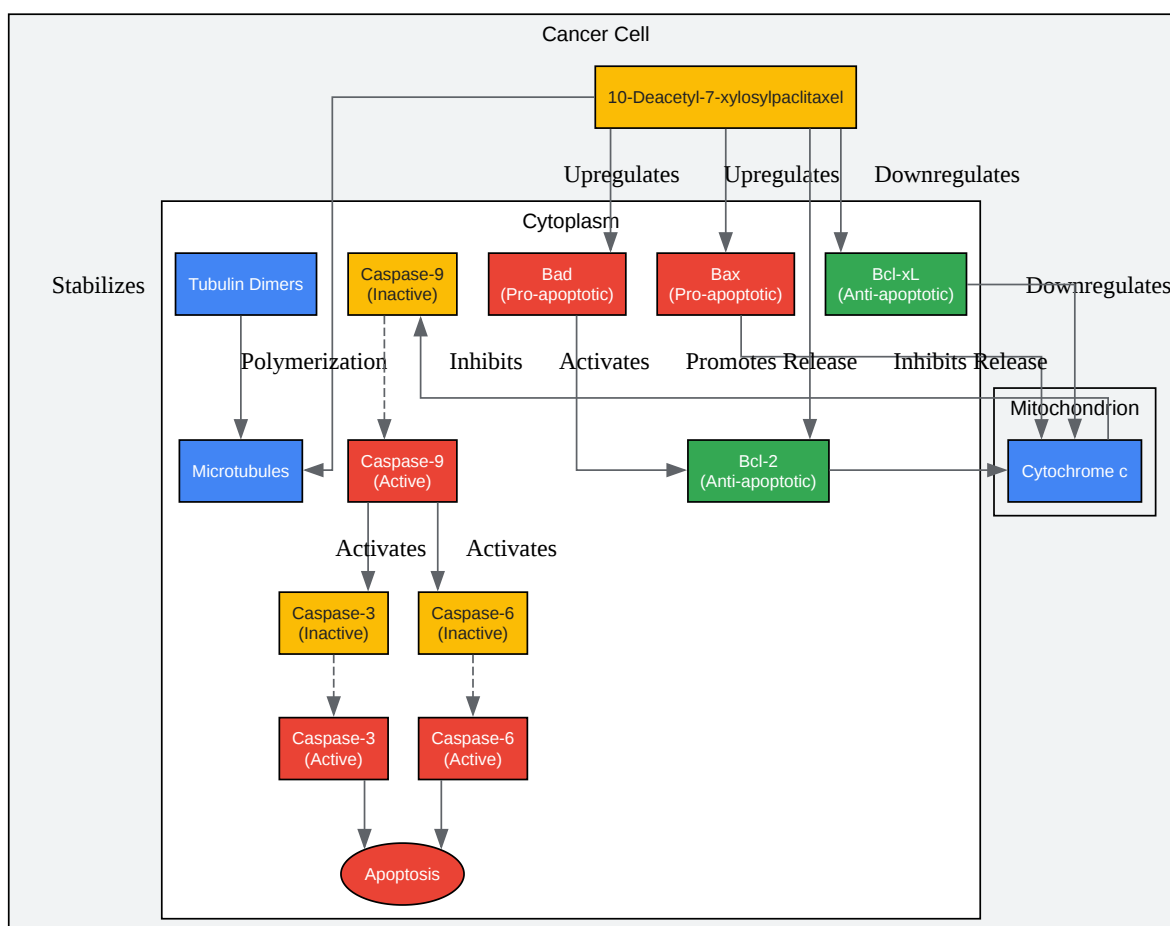 Cancer Cell
10-Deacetyl-7-xylosylpaclitaxel
Upregulates
Upregulates
Downregulates
Cytoplasm
Stabilizes
Tubulin Dimers
Caspase-9
(Inactive)
Bad
(Pro-apoptotic)
Bax
(Pro-apoptotic)
Bcl-xL
(Anti-apoptotic)
Downregulates
Polymerization
Inhibits
Activates
Promotes Release
Inhibits Release
Mitochondrion
Microtubules
Caspase-9
(Active)
Bcl-2
(Anti-apoptotic)
Cytochrome c
Activates
Activates
Caspase-3
(Inactive)
Caspase-6
(Inactive)
Caspase-3
(Active)
Caspase-6
(Active)
Apoptosis